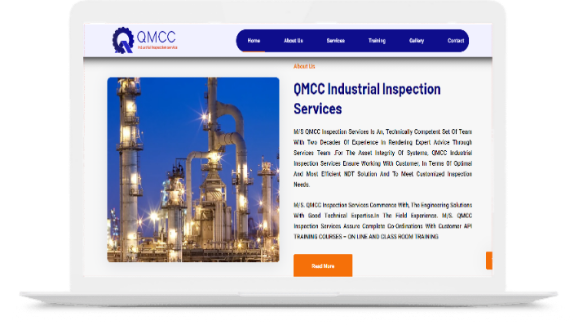 QMCC
Industrial Inspection service
Home About Us Services Training Gallery Contact
About Us
QMCC Industrial Inspection
Services
M/S QMCC Inspection Services Is An, Technically Competent Set Of Team
With Two Decades Of Experience In Rendering Expert Advice Through
Services Team .For The Asset Integrity Of Systems, QMCC Industrial
Inspection Services Ensure Working With Customer, In Terms Of Optimal
And Most Efficient NDT Solution And To Meet Customized Inspection
Needs.
M/S. QMCC Inspection Services Commence With, The Engineering Solutions
With Good Technical Expertise.In The Field Experience. M/S. QMCC
Inspection Services Assure Complete Co-Ordinations With Customer API
TRAINING COURSES – ON LINE AND CLASS ROOM TRAINING
Read More